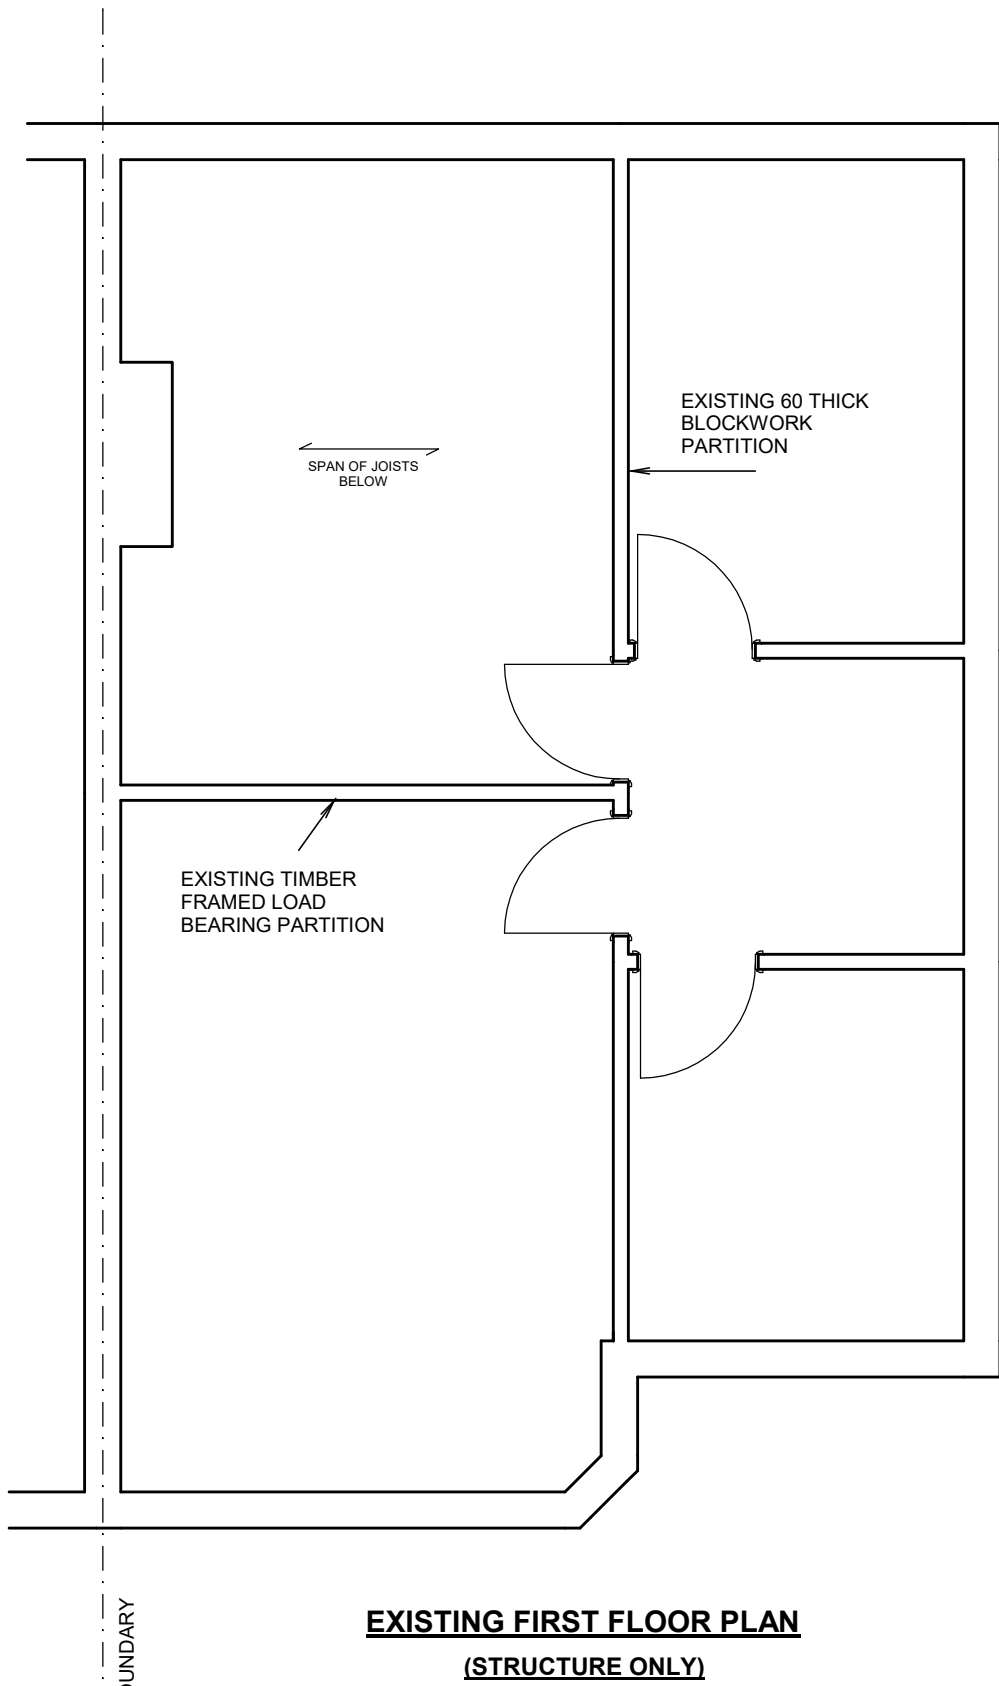 EXISTING 60 THICK
BLOCKWORK
PARTITION
SPAN OF JOISTS
BELOW
EXISTING TIMBER
FRAMED LOAD
BEARING PARTITION
EXISTING FIRST FLOOR PLAN
(STRUCTURE ONLY)